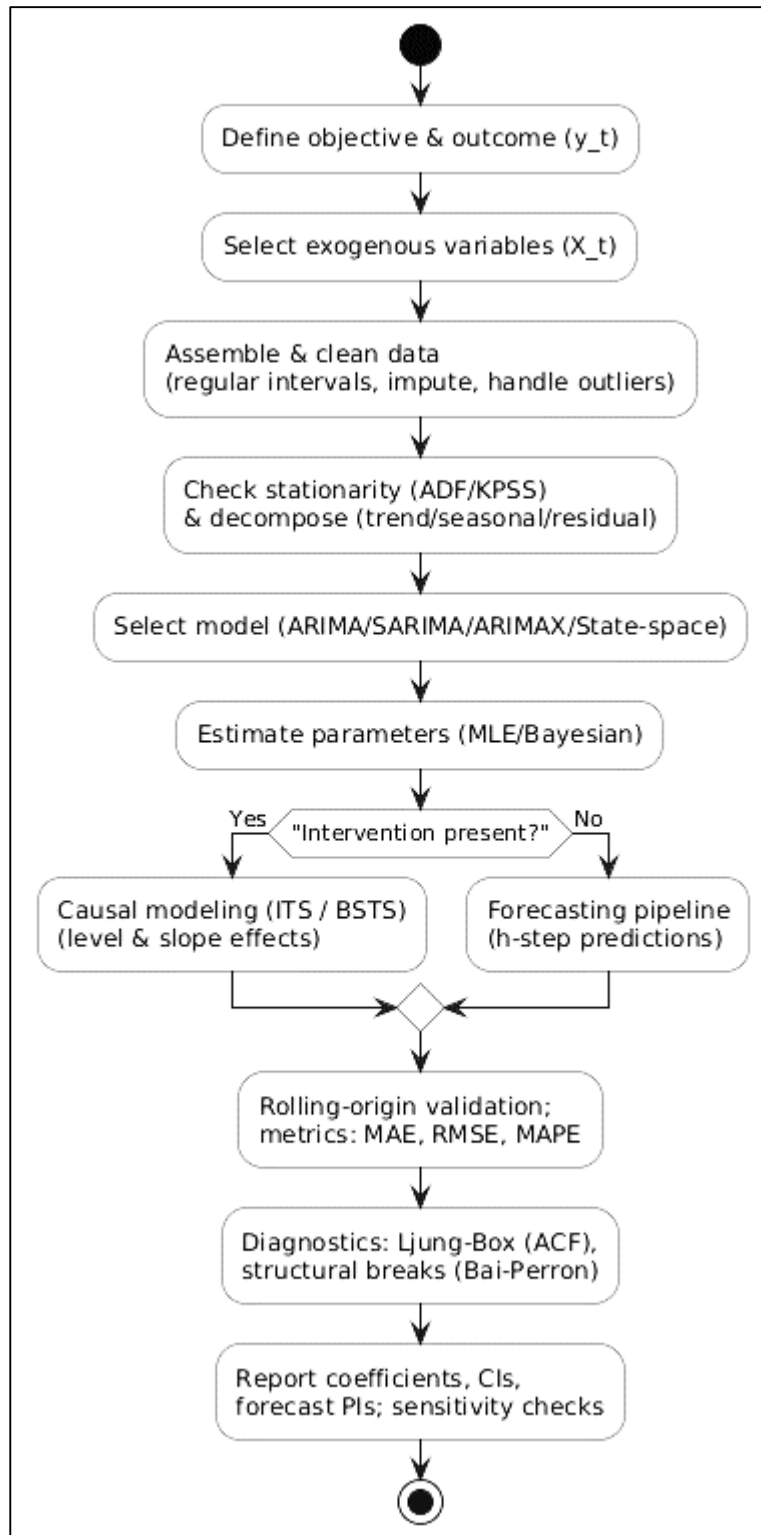 Define objective & outcome (y_t)
Select exogenous variables (X_t)
Assemble & clean data
(regular intervals, impute, handle outliers)
Check stationarity (ADF/KPSS)
& decompose (trend/seasonal/residual)
Select model (ARIMA/SARIMA/ARIMAX/State-space)
Estimate parameters (MLE/Bayesian)
Yes
"Intervention present?"
No
Causal modeling (ITS / BSTS)
(level & slope effects)
Forecasting pipeline
(h-step predictions)
Rolling-origin validation;
metrics: MAE, RMSE, MAPE
Diagnostics: Ljung-Box (ACF),
structural breaks (Bai-Perron)
Report coefficients, CIs,
forecast PIs; sensitivity checks